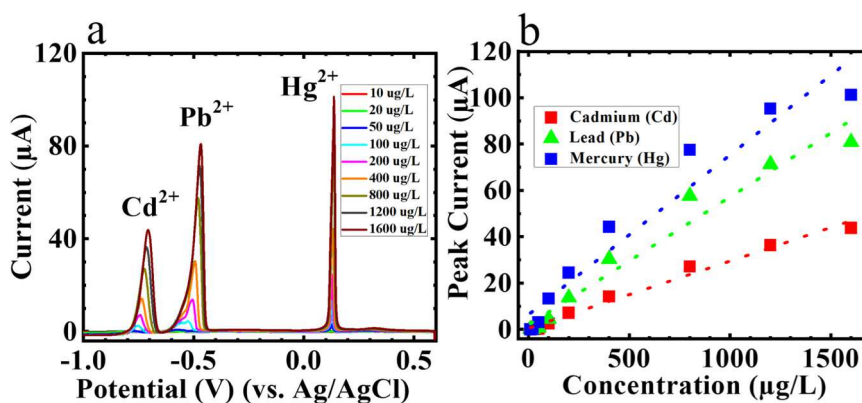 a
Current (µA)
120
80
40
0
Cd2+
Pb2+
Hg2+
10 ug/L
20 ug/L
50 ug/L
100 ug/L
200 ug/L
400 ug/L
800 ug/L
1200 ug/L
1600 ug/L
-1.0
-0.5
0.0
0.5
Potential (V) (vs. Ag/AgCl)
b
Peak Current (µA)
120
100
80
60
40
20
0
Cadmium (Cd)
Lead (Pb)
Mercury (Hg)
0
500
1000
1500
Concentration (µg/L)